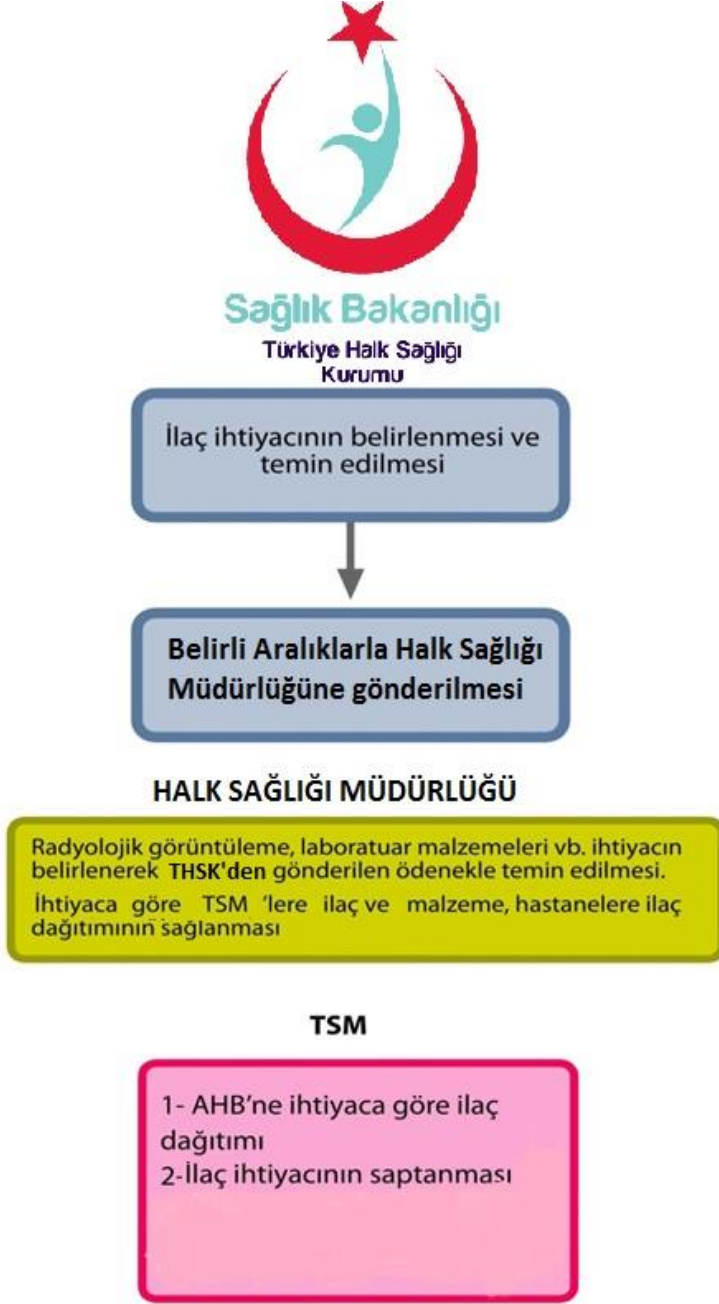 Sağlık Bakanlığı
Türkiye Halk Sağlığı
Kurumu
İlaç ihtiyacının belirlenmesi ve
temin edilmesi
Belirli Aralıklarla Halk Sağlığı
Müdürlüğüne gönderilmesi
HALK SAĞLIĞI MÜDÜRLÜĞÜ
Radyolojik görüntüleme, laboratuar malzemeleri vb. ihtiyacın
belirlenerek THSK'den gönderilen ödenekle temin edilmesi.
İhtiyaca göre TSM 'lere ilaç ve malzeme, hastanelere ilaç
dağıtımının sağlanması
TSM
1- AHB'ne ihtiyaca göre ilaç
dağıtımı
2-İlaç ihtiyacının saptanması